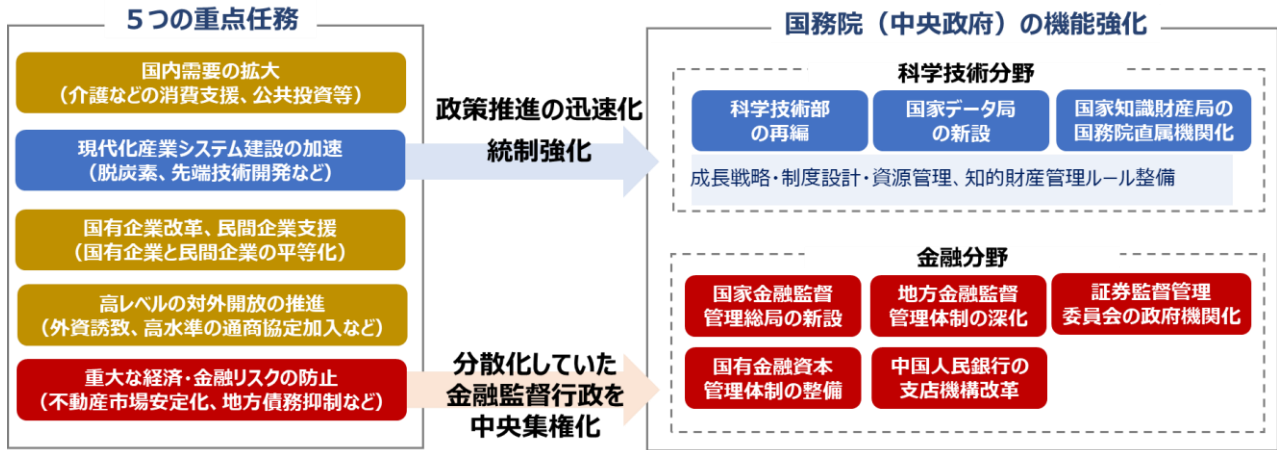 ５つの重点任務
国内需要の拡大
（介護などの消費支援、公共投資等）
現代化産業システム建設の加速
（脱炭素、先端技術開発など）
国有企業改革、民間企業支援
（国有企業と民間企業の平等化）
高レベルの対外開放の推進
（外資誘致、高水準の通商協定加入など）
重大な経済・金融リスクの防止
（不動産市場安定化、地方債務抑制など）
政策推進の迅速化
統制強化
分散化していた
金融監督行政を
中央集権化
国務院（中央政府）の機能強化
科学技術分野
科学技術部
の再編
国家データ局
の新設
国家知識財産局の
国務院直属機関化
成長戦略・制度設計・資源管理、知的財産管理ルール整備
金融分野
国家金融監督
管理総局の新設
地方金融監督
管理体制の深化
証券監督管理
委員会の政府機関化
国有金融資本
管理体制の整備
中国人民銀行の
支店機構改革